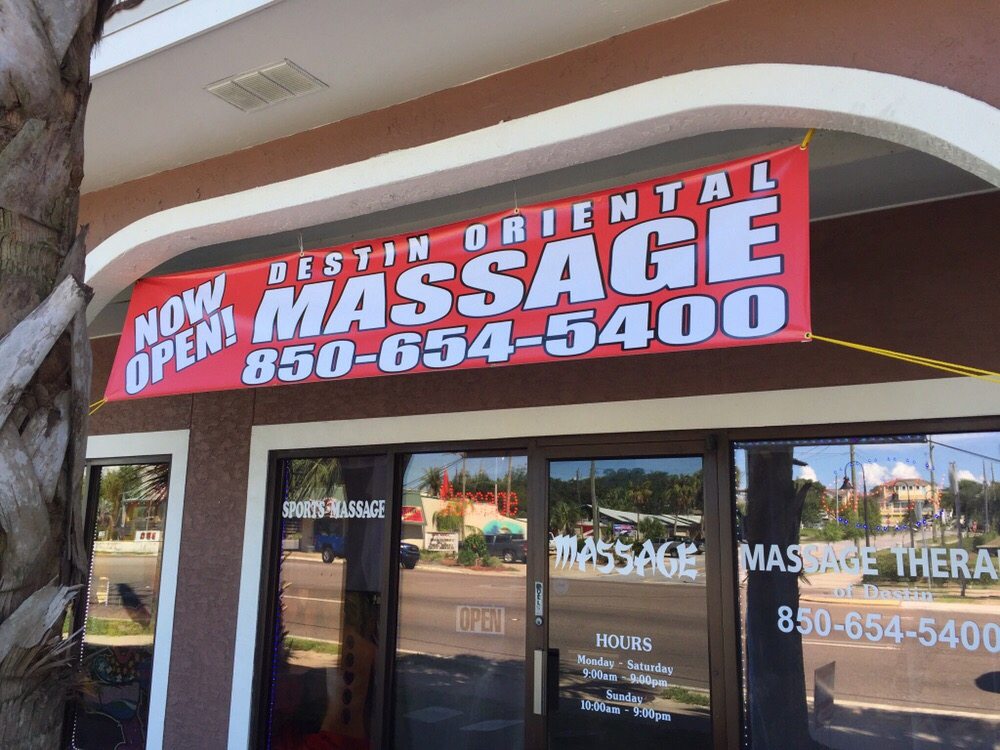 NOW
OPEN!
DESTIN ORIENTAL
MASSAGE
850-654-5400
SPORTS MASSAGE
OPEN
MASSAGE
HOURS
Monday - Saturday
9:00am - 9:00pm
Sunday
10:00am - 9:00pm
MASSAGE THERA
of Destin
850-654-5400